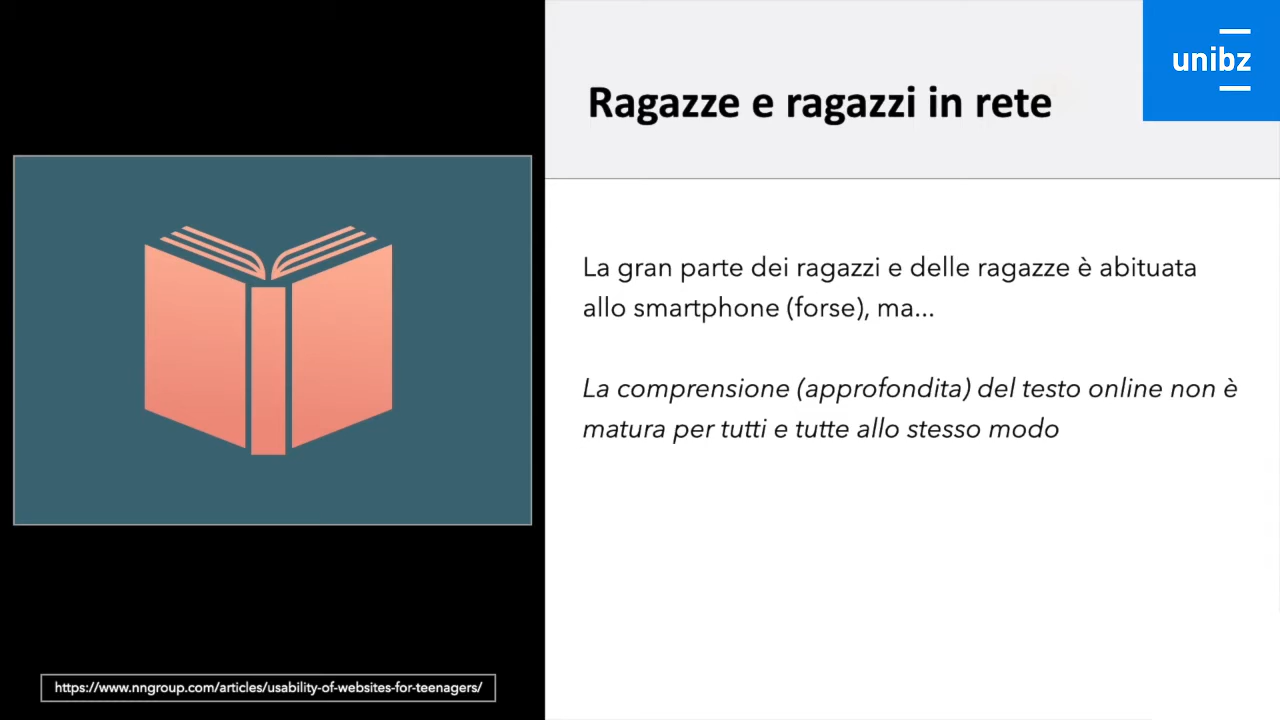 unibz
Ragazze e ragazzi in rete
La gran parte dei ragazzi e delle ragazze è abituata
allo smartphone (forse), ma...
La comprensione (approfondita) del testo online non è
matura per tutti e tutte allo stesso modo
https://www.nngroup.com/articles/usability-of-websites-for-teenagers/